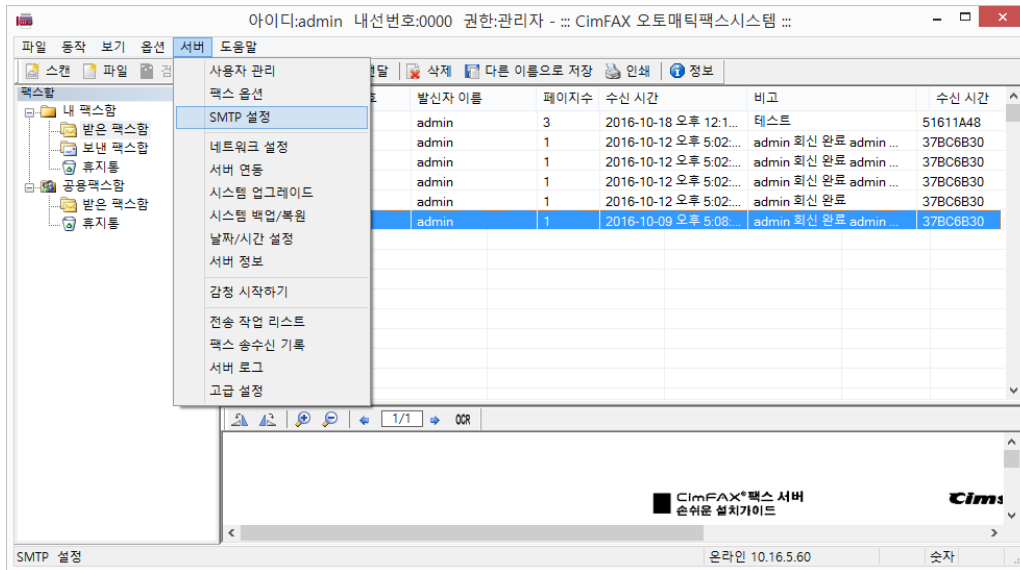 아이디:admin 내선번호:0000 권한:관리자 - ::: CimFAX 오토매틱팩스시스템 :::
파일 동작 보기 옵션 서버 도움말
스캔 파일 삭제 다른 이름으로 저장 인쇄 정보
팩스함
내 팩스함
받은 팩스함
보낸 팩스합
휴지통
공용팩스함
받은 팩스함
휴지통
사용자 관리
팩스 옵션
SMTP 설정
네트워크 설정
서버 연동
시스템 업그레이드
시스템 백업/복원
날짜/시간 설정
서버 정보
감청 시작하기
전송 작업 리스트
팩스 송수신 기록
서버 로그
고급 설정
발신자 이름 페이지수 수신 시간 비고 수신 시간
admin 3 2016-10-18 오후 12:1... 테스트 51611A48
admin 1 2016-10-12 오후 5:02:... admin 회신 완료 admin ... 37BC6B30
admin 1 2016-10-12 오후 5:02:... admin 회신 완료 admin ... 37BC6B30
admin 1 2016-10-12 오후 5:02:... admin 회신 완료 admin ... 37BC6B30
admin 1 2016-10-12 오후 5:02:... admin 회신 완료 37BC6B30
admin 1 2016-10-09 오후 5:08:... admin 회신 완료 admin ... 37BC6B30
1/1 OCR
CimFAX® 팩스 서버
손쉬운 설치가이드
Cims
SMTP 설정 온라인 10.16.5.60 숫자